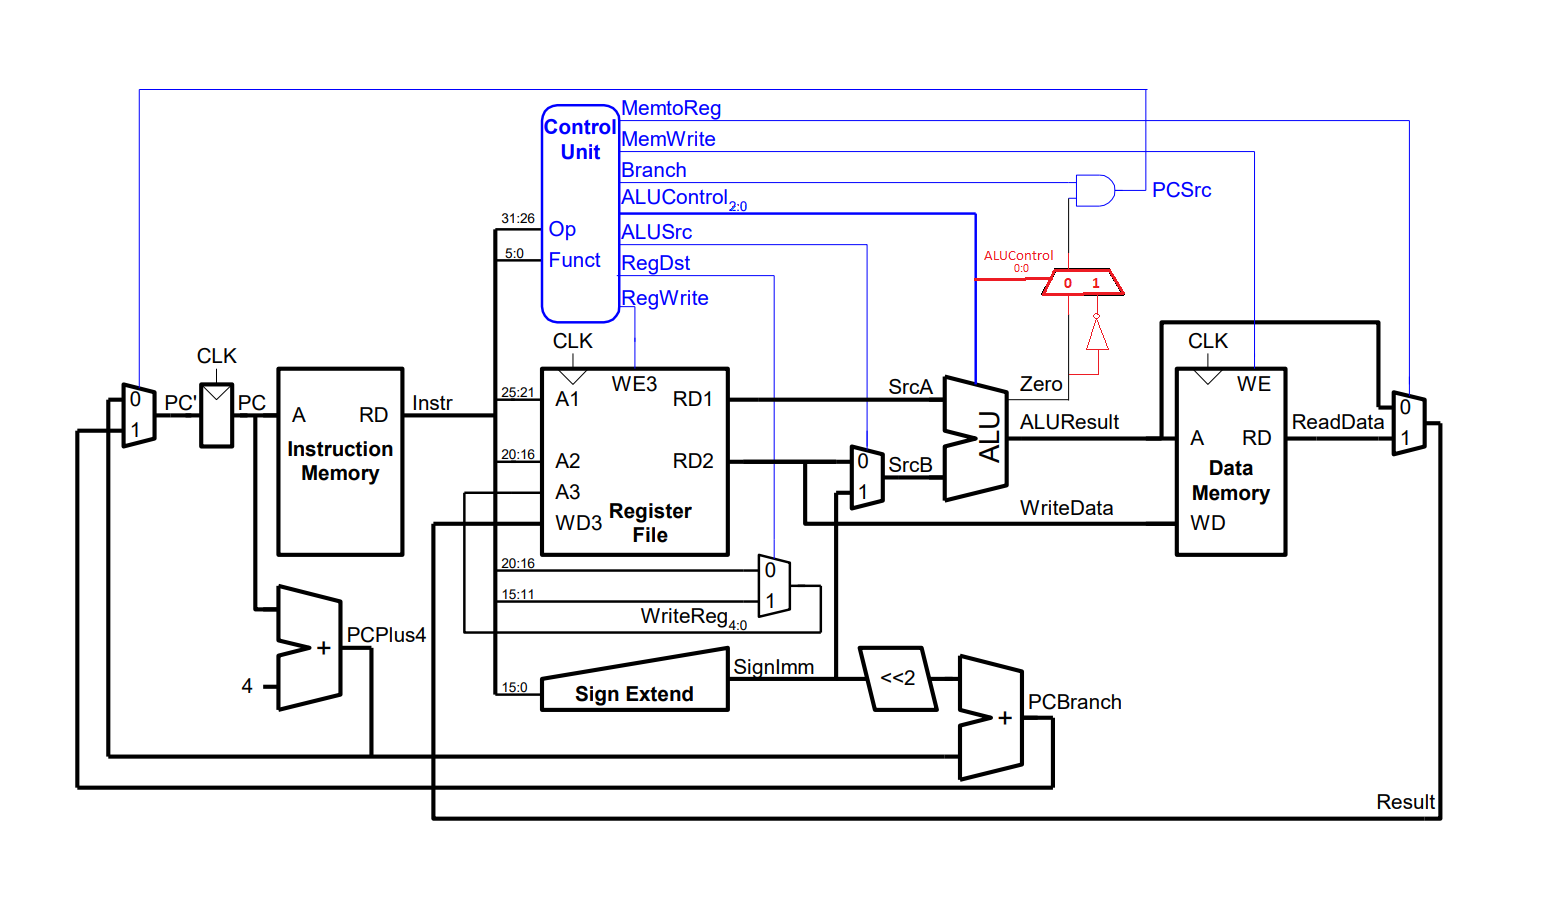 MemtoReg
Control
Unit
MemWrite
Branch
ALUControl2:0
PCSrc
31:26
Op
ALUSrc
5:0
Funct
RegDst
ALUControl
0:0
0 1
RegWrite
CLK
CLK
CLK
0
1
PC'
PC
A
RD
Instruction
Memory
Instr
25:21
A1
WE3
RD1
20:16
A2
RD2
A3
WD3
Register
File
SrcA
0
1
SrcB
ALU
Zero
ALUResult
WriteData
WE
A
RD
Data
Memory
WD
ReadData
0
1
20:16
0
15:11
1
WriteReg4:0
+
PCPlus4
4
15:0
Sign Extend
SignImm
<<2
+
PCBranch
Result